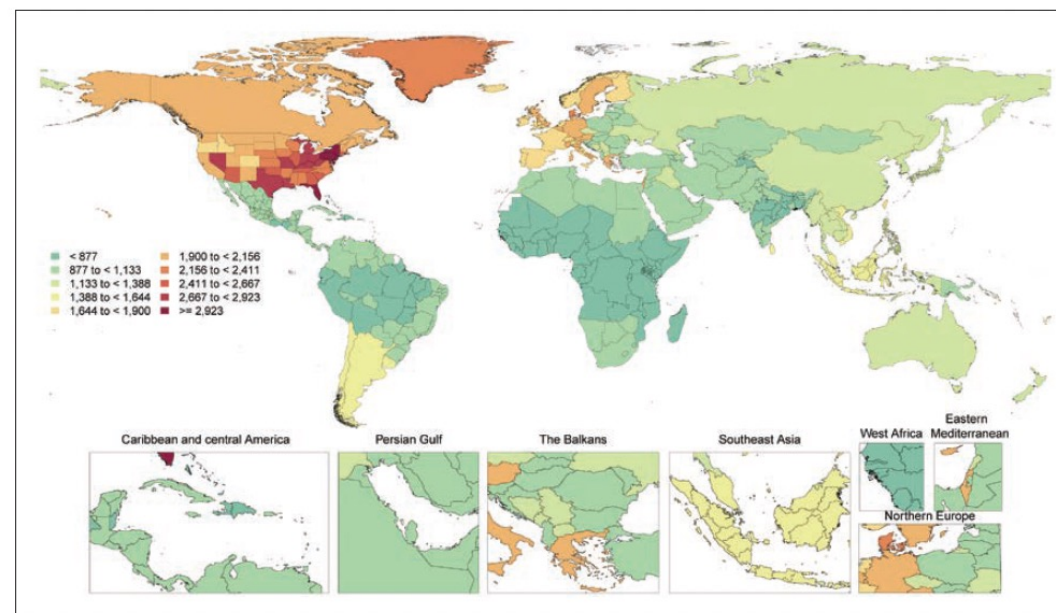 < 877
877 to < 1,133
1,133 to < 1,388
1,388 to < 1,644
1,644 to < 1,900
1,900 to < 2,156
2,156 to < 2,411
2,411 to < 2,667
2,667 to < 2,923
>= 2,923
Caribbean and central America
Persian Gulf
The Balkans
Southeast Asia
West Africa
Eastern
Mediterranean
Northern Europe